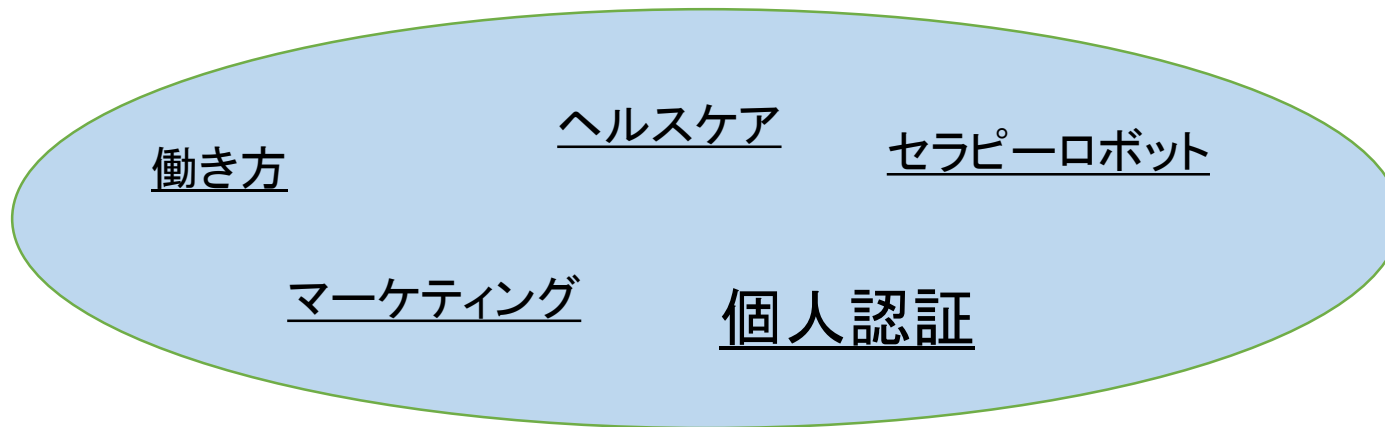 ヘルスケア
セラピーロボット
働き方
マーケティング
個人認証